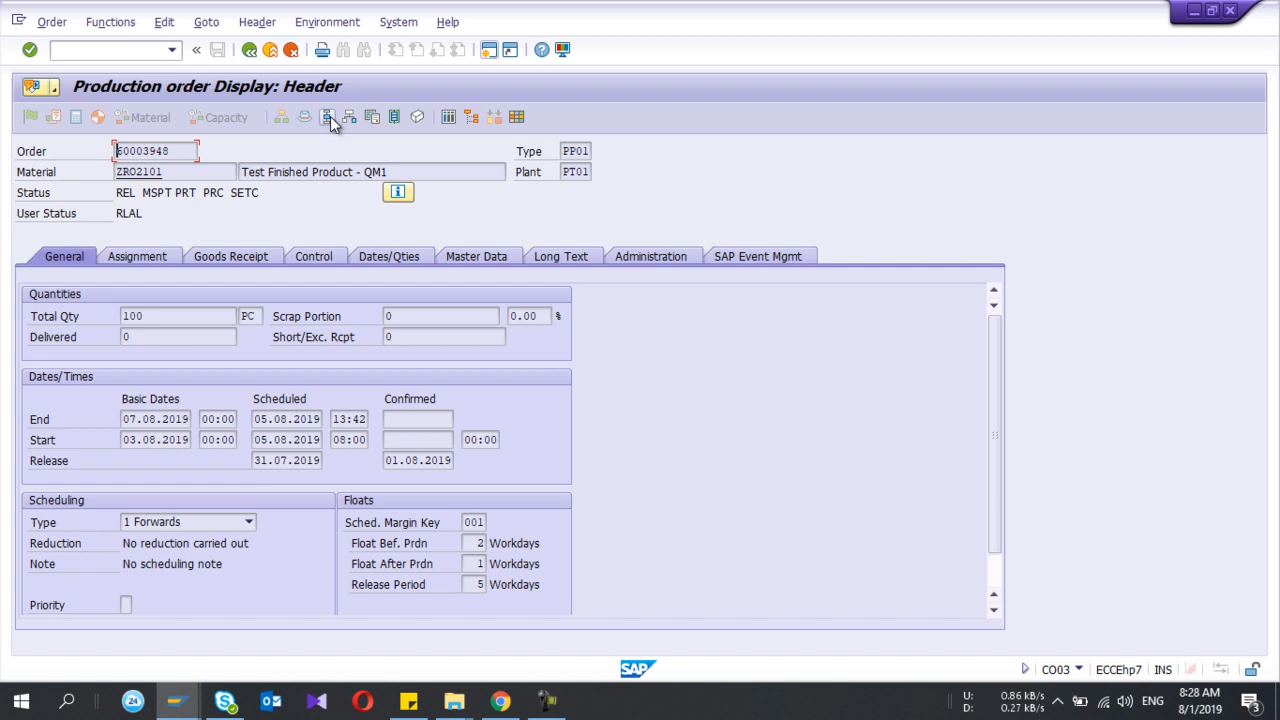 Order Functions Edit Goto Header Environment System Help
Production order Display: Header
Material Capacity
Order 60003948 Type PP01
Material ZRO2101 Test Finished Product - QM1 Plant PT01
Status REL MSPT PRT PRC SETC
User Status RLAL
General Assignment Goods Receipt Control Dates/Qties Master Data Long Text Administration SAP Event Mgmt
Quantities
Total Qty 100 PC Scrap Portion 0 0.00 %
Delivered 0 Short/Exc. Rcpt 0
Dates/Times
Basic Dates Scheduled Confirmed
End 07.08.2019 00:00 05.08.2019 13:42
Start 03.08.2019 00:00 05.08.2019 08:00 00:00
Release 31.07.2019 01.08.2019
Scheduling Floats
Type 1 Forwards Sched. Margin Key 001
Reduction No reduction carried out Float Bef. Prdn 2 Workdays
Note No scheduling note Float After Prdn 1 Workdays
Release Period 5 Workdays
Priority
SAP CO03 ECCEhp7 INS
24 U: 0.86 kB/s ENG 8:28 AM
D: 0.27 kB/s 8/1/2019 3